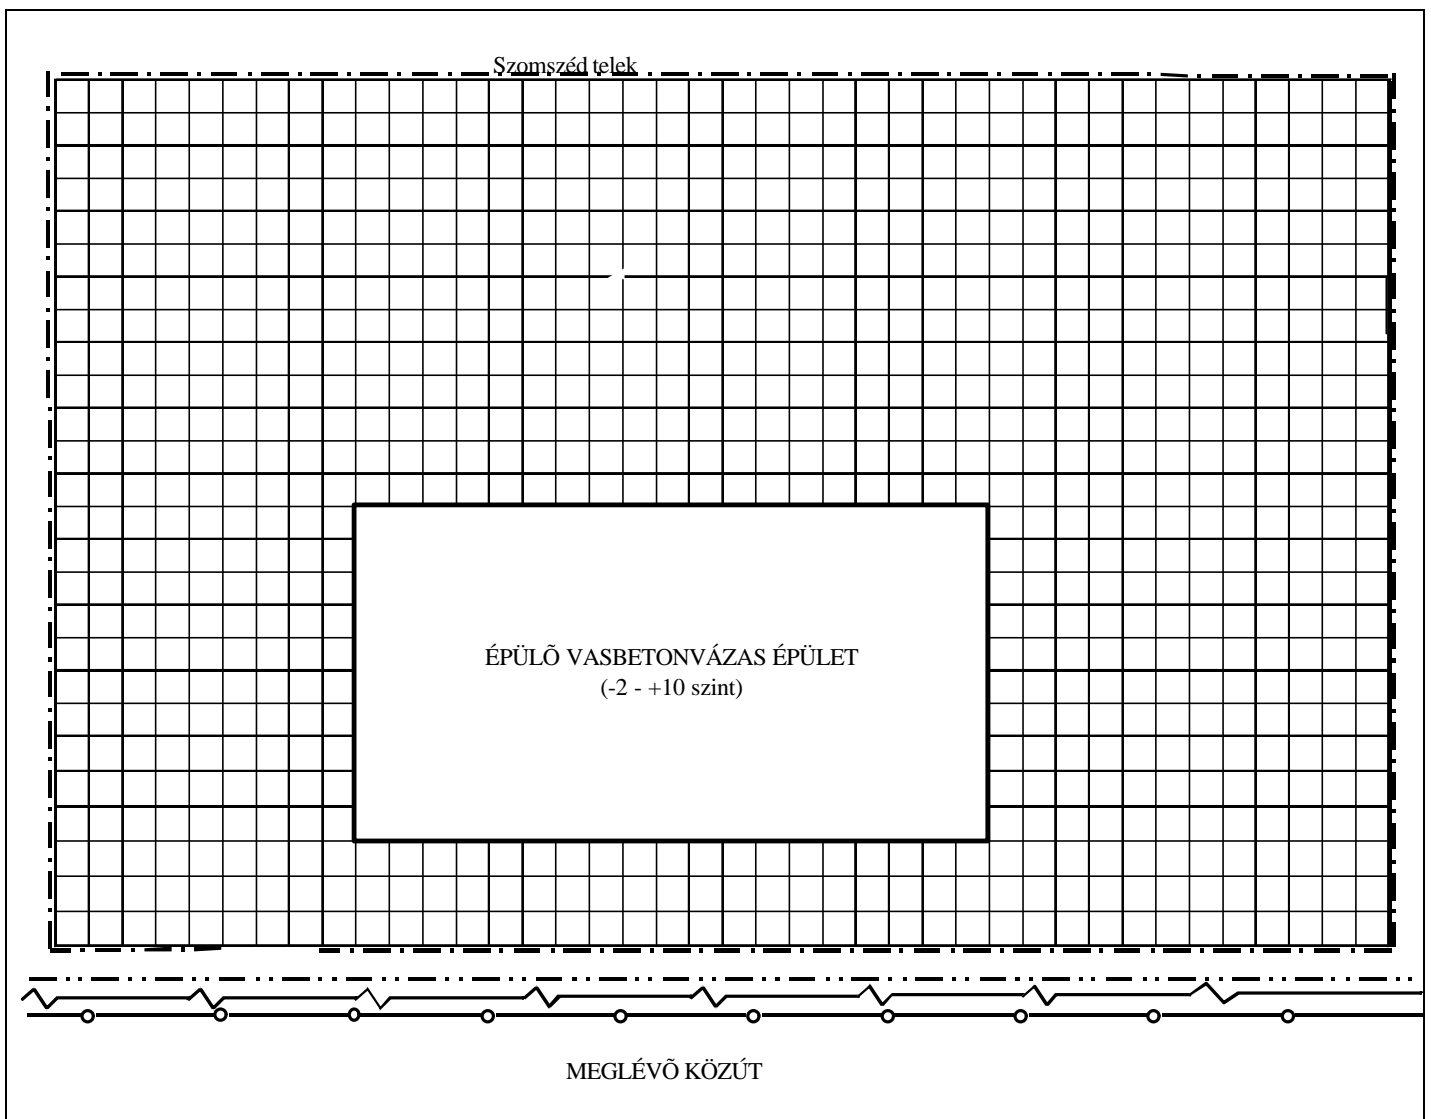 Szomszéd telek
ÉPÜLÕ VASBETONVÁZAS ÉPÜLET
(-2 - +10 szint)
MEGLÉVÕ KÖZÚT